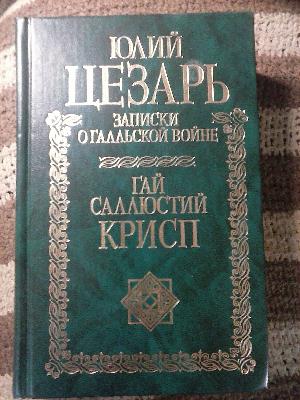 ЮЛИЙ
ЦЕЗАРЬ
ЗАПИСКИ
О ГАЛЛЬСКОЙ ВОЙНЕ
ГАЙ
САЛЛЮСТИЙ
КРИСП